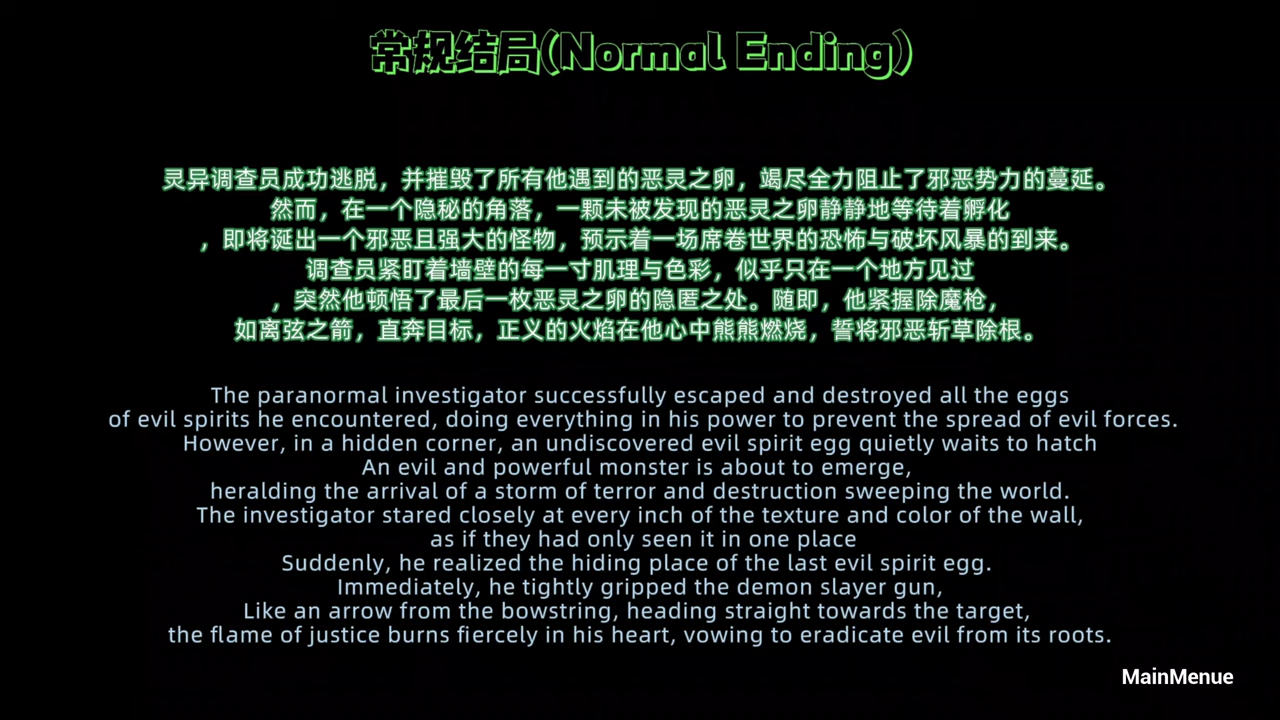 常规结局(Normal Ending)
灵异调查员成功逃脱，并摧毁了所有他遇到的恶灵之卵，竭尽全力阻止了邪恶势力的蔓延。
然而，在一个隐秘的角落，一颗未被发现的恶灵之卵静静地等待着孵化
，即将诞出一个邪恶且强大的怪物，预示着一场席卷世界的恐怖与破坏风暴的到来。
调查员紧盯着墙壁的每一寸肌理与色彩，似乎只在一个地方见过
，突然他顿悟了最后一枚恶灵之卵的隐匿之处。随即，他紧握除魔枪，
如离弦之箭，直奔目标，正义的火焰在他心中熊熊燃烧，誓将邪恶斩草除根。
The paranormal investigator successfully escaped and destroyed all the eggs
of evil spirits he encountered, doing everything in his power to prevent the spread of evil forces.
However, in a hidden corner, an undiscovered evil spirit egg quietly waits to hatch
An evil and powerful monster is about to emerge,
heralding the arrival of a storm of terror and destruction sweeping the world.
The investigator stared closely at every inch of the texture and color of the wall,
as if they had only seen it in one place
Suddenly, he realized the hiding place of the last evil spirit egg.
Immediately, he tightly gripped the demon slayer gun,
Like an arrow from the bowstring, heading straight towards the target,
the flame of justice burns fiercely in his heart, vowing to eradicate evil from its roots.
MainMenue